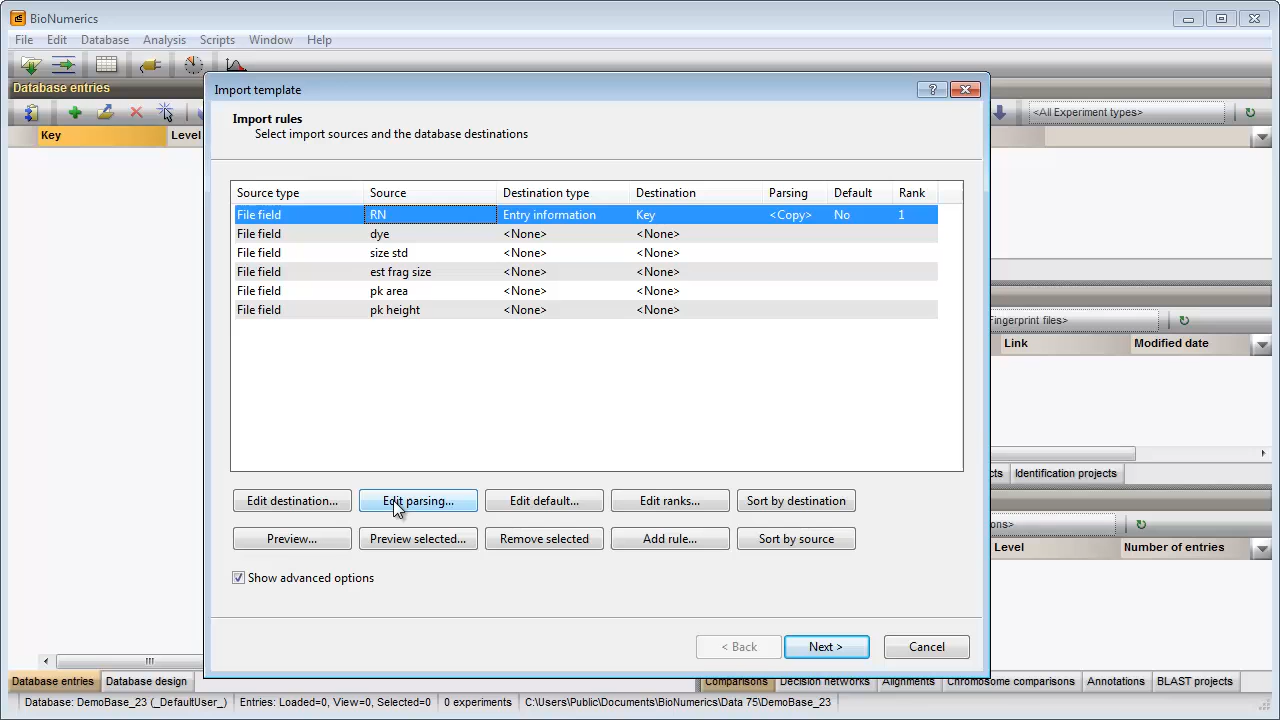 BioNumerics
File Edit Database Analysis Scripts Window Help
Database entries
Key Level
Import template
Import rules
Select import sources and the database destinations
Source type Source Destination type Destination Parsing Default Rank
File field RN Entry information Key <Copy> No 1
File field dye <None> <None>
File field size std <None> <None>
File field est frag size <None> <None>
File field pk area <None> <None>
File field pk height <None> <None>
Edit destination... Edit parsing... Edit default... Edit ranks... Sort by destination
Preview... Preview selected... Remove selected Add rule... Sort by source
Show advanced options
< Back Next > Cancel
<All Experiment types>
Fingerprint files>
Link Modified date
cts Identification projects
ons>
Level Number of entries
Database entries Database design
Comparisons Decision networks Alignments Chromosome comparisons Annotations BLAST projects
Database: DemoBase_23 (_DefaultUser_) Entries: Loaded=0, View=0, Selected=0 0 experiments C:\Users\Public\Documents\BioNumerics\Data 75\DemoBase_23